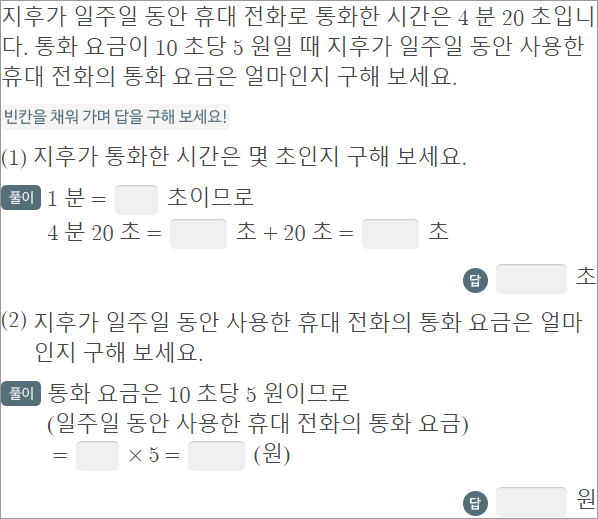 지후가 일주일 동안 휴대 전화로 통화한 시간은 4 분 20 초입니
다. 통화 요금이 10 초당 5 원일 때 지후가 일주일 동안 사용한
휴대 전화의 통화 요금은 얼마인지 구해 보세요.
빈칸을 채워 가며 답을 구해 보세요!
(1) 지후가 통화한 시간은 몇 초인지 구해 보세요.
풀이 1 분 = 초이므로
4 분 20 초 = 초 + 20 초 = 초
답 초
(2) 지후가 일주일 동안 사용한 휴대 전화의 통화 요금은 얼마
인지 구해 보세요.
풀이 통화 요금은 10 초당 5 원이므로
(일주일 동안 사용한 휴대 전화의 통화 요금)
= × 5 = (원)
답 원